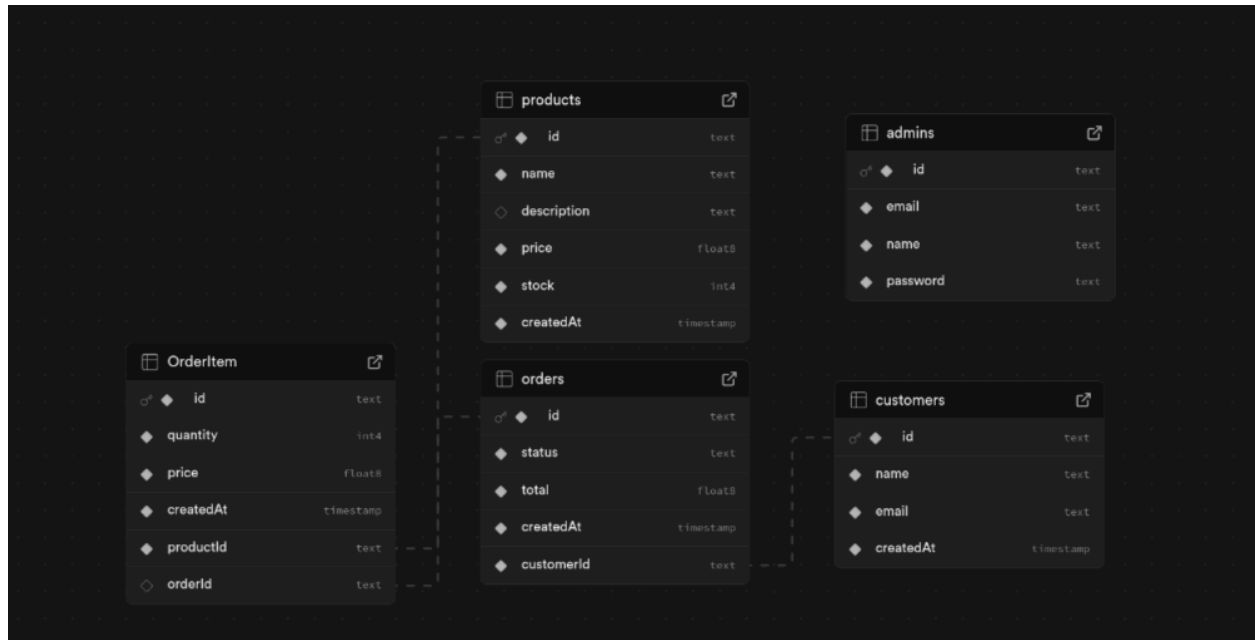 products
id text
name text
description text
price float8
stock int4
createdAt timestamp
admins
id text
email text
name text
password text
OrderItem
id text
quantity int4
price float8
createdAt timestamp
productId text
orderId text
orders
id text
status text
total float8
createdAt timestamp
customerId text
customers
id text
name text
email text
createdAt timestamp